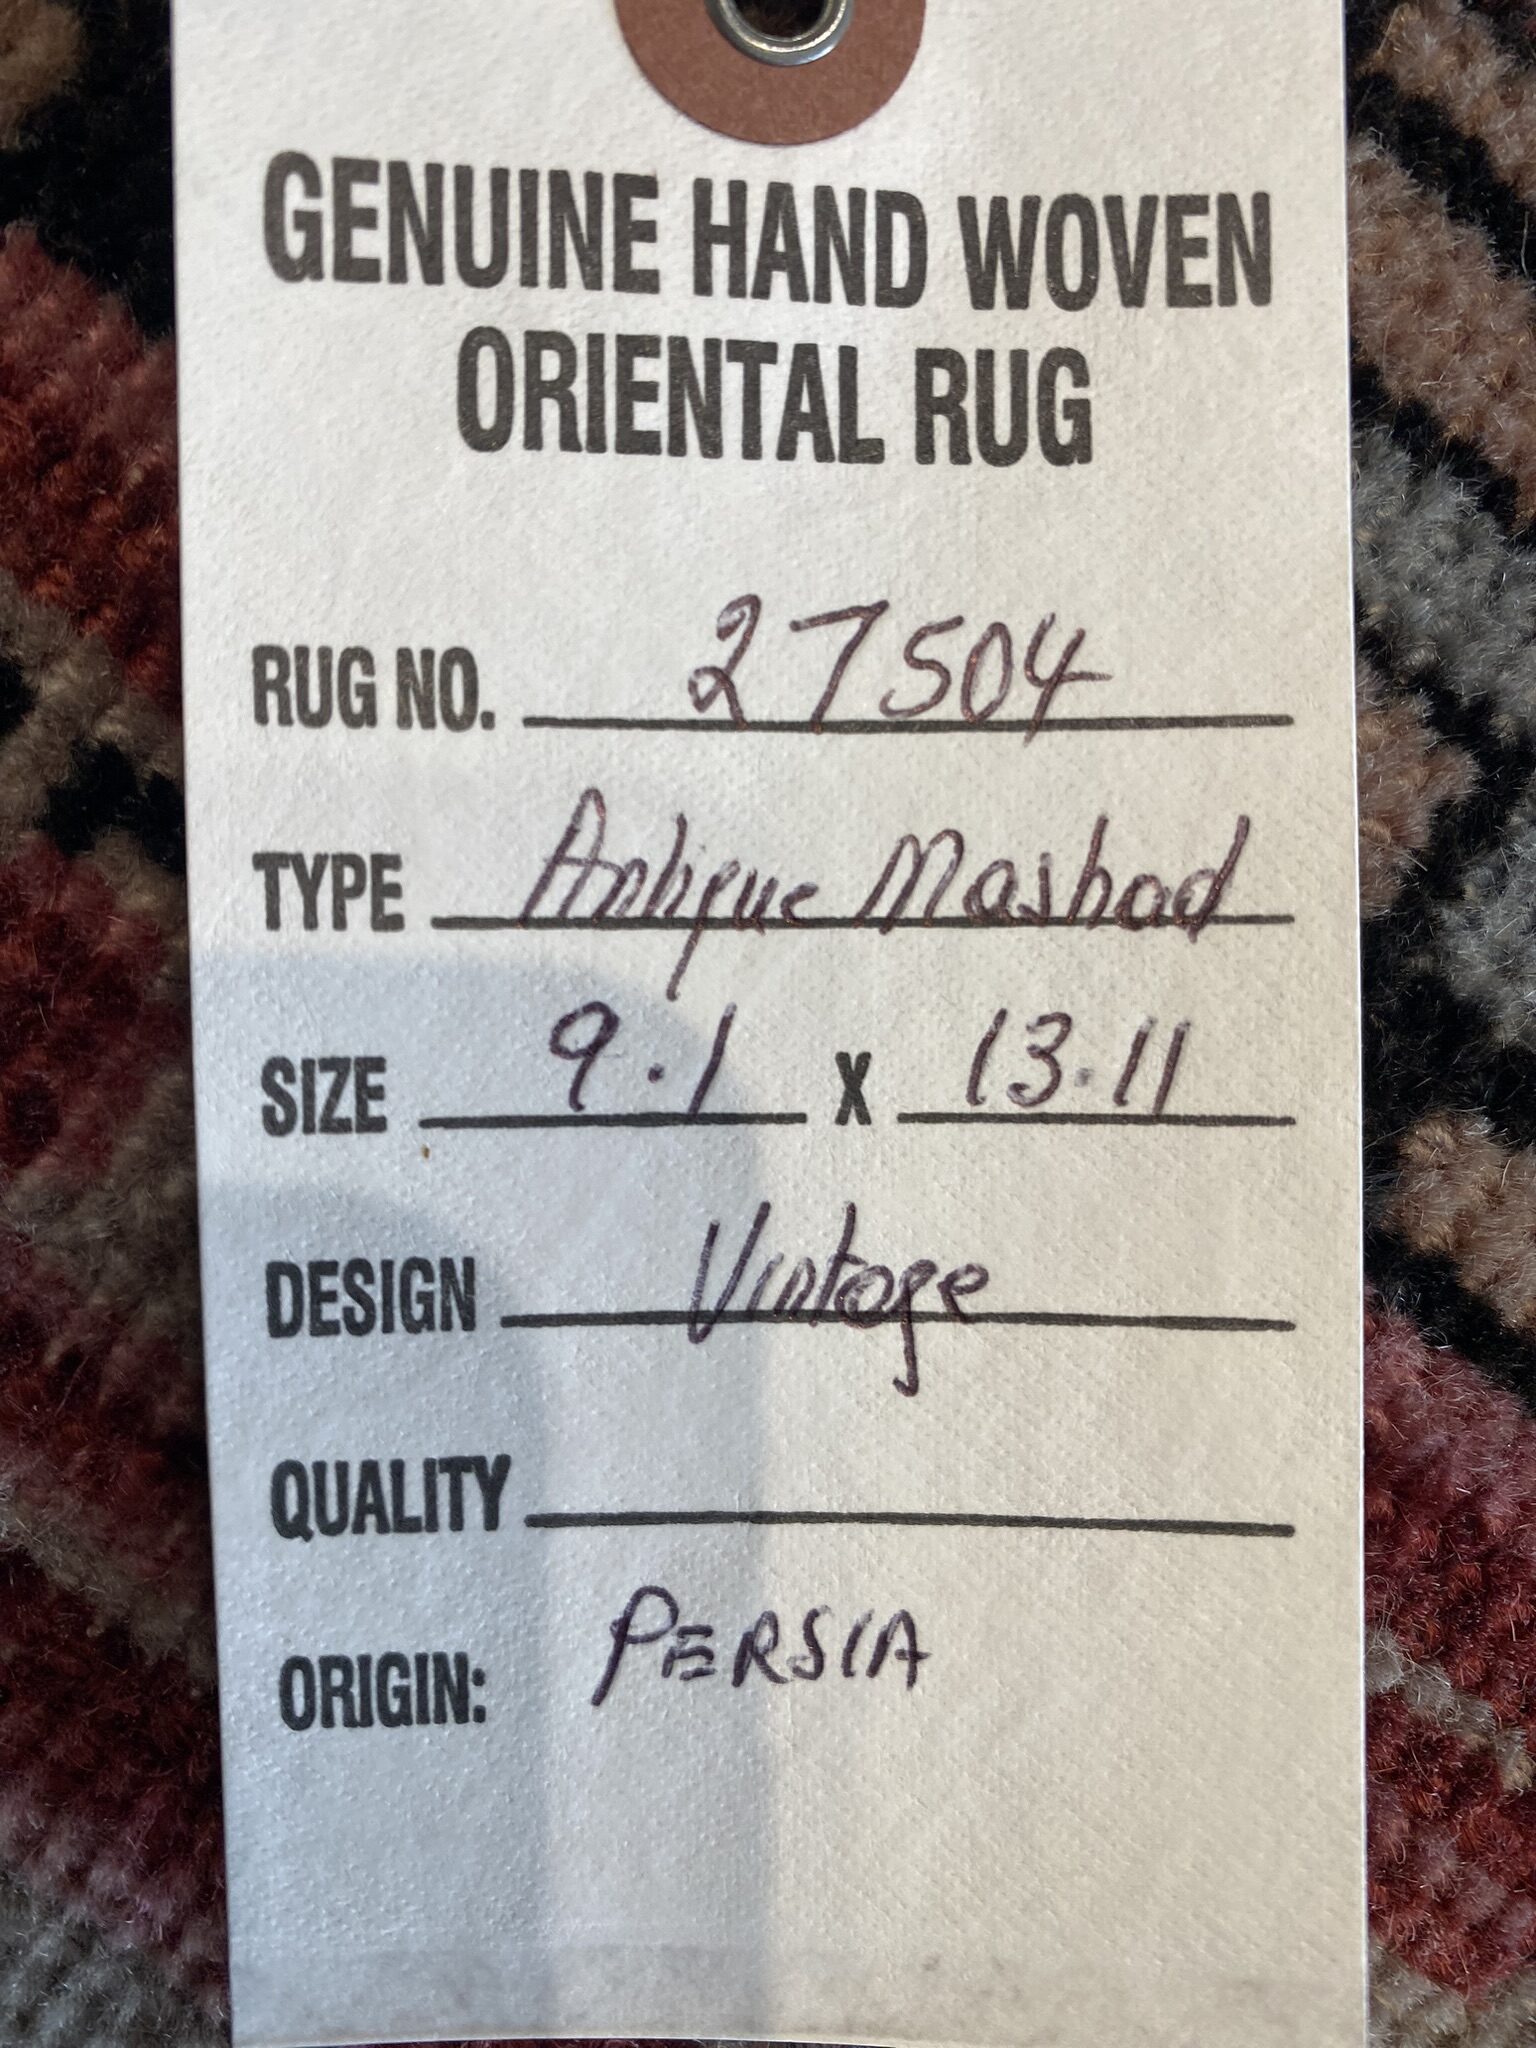 GENUINE HAND WOVEN
ORIENTAL RUG
RUG NO. 27504
TYPE Antique Mashad
SIZE 9.1 X 13.11
DESIGN Vintage
QUALITY
ORIGIN: PERSIA